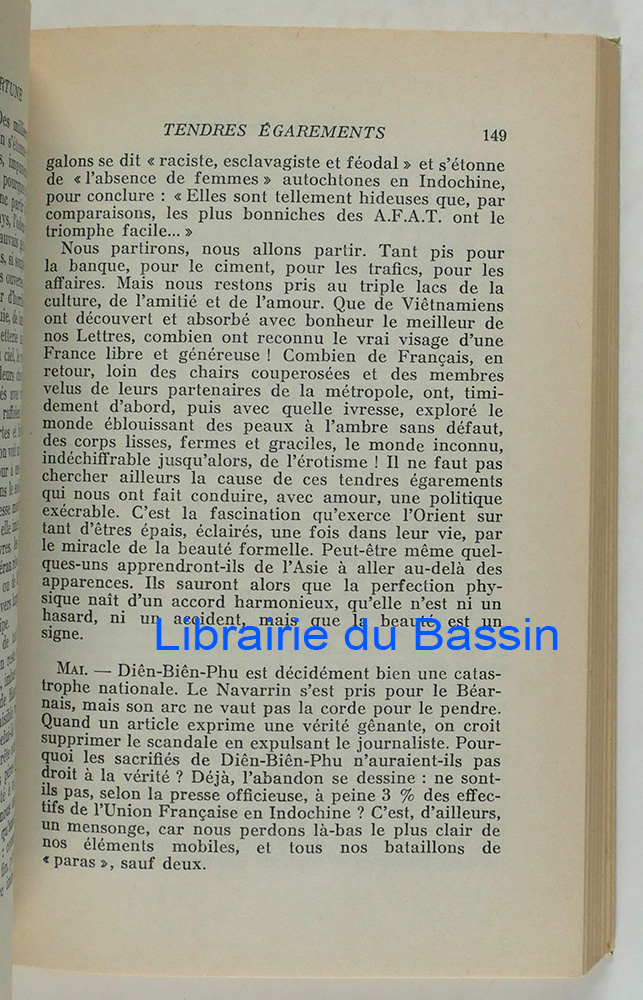 TENDRES ÉGAREMENTS 149
galons se dit « raciste, esclavagiste et féodal » et s'étonne
de « l'absence de femmes » autochtones en Indochine,
pour conclure : « Elles sont tellement hideuses que, par
comparaisons, les plus bonniches des A.F.A.T. ont le
triomphe facile... »
Nous partirons, nous allons partir. Tant pis pour
la banque, pour le ciment, pour les trafics, pour les
affaires. Mais nous restons pris au triple lacs de la
culture, de l'amitié et de l'amour. Que de Viêtnamiens
ont découvert et absorbé avec bonheur le meilleur de
nos Lettres, combien ont reconnu le vrai visage d'une
France libre et généreuse ! Combien de Français, en
retour, loin des chairs couperosées et des membres
velus de leurs partenaires de la métropole, ont, timi-
dement d'abord, puis avec quelle ivresse, exploré le
monde éblouissant des peaux à l'ambre sans défaut,
des corps lisses, fermes et graciles, le monde inconnu,
indéchiffrable jusqu'alors, de l'érotisme ! Il ne faut pas
chercher ailleurs la cause de ces tendres égarements
qui nous ont fait conduire, avec amour, une politique
exécrable. C'est la fascination qu'exerce l'Orient sur
tant d'êtres épais, éclairés, une fois dans leur vie, par
le miracle de la beauté formelle. Peut-être même quel-
ques-uns apprendront-ils de l'Asie à aller au-delà des
apparences. Ils sauront alors que la perfection phy-
sique naît d'un accord harmonieux, qu'elle n'est ni un
hasard, ni un accident, mais que la beauté est un
signe.
Librairie du Bassin
MAI. — Diên-Biên-Phu est décidément bien une catas-
trophe nationale. Le Navarrin s'est pris pour le Béar-
nais, mais son arc ne vaut pas la corde pour le pendre.
Quand un article exprime une vérité gênante, on croit
supprimer le scandale en expulsant le journaliste. Pour-
quoi les sacrifiés de Diên-Biên-Phu n'auraient-ils pas
droit à la vérité ? Déjà, l'abandon se dessine : ne sont-
ils pas, selon la presse officieuse, à peine 3 % des effec-
tifs de l'Union Française en Indochine ? C'est, d'ailleurs,
un mensonge, car nous perdons là-bas le plus clair de
nos éléments mobiles, et tous nos bataillons de
« paras », sauf deux.